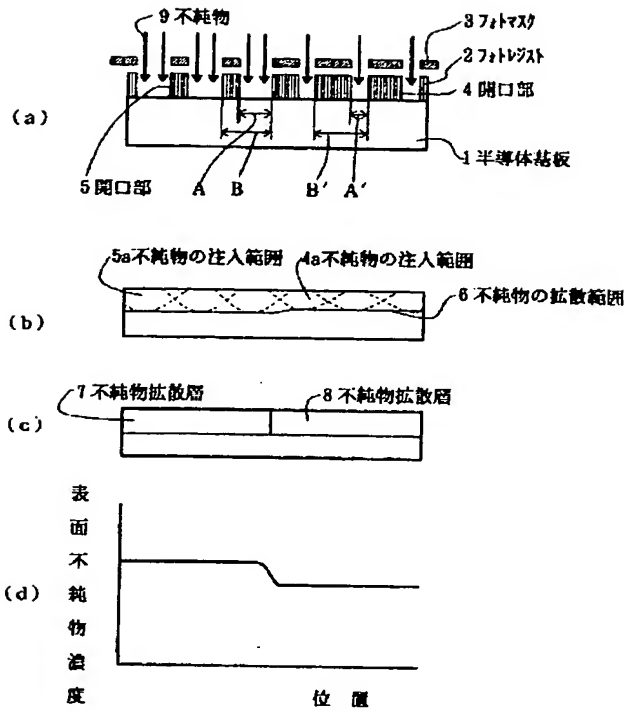 9 不純物
3 フォトマスク
2 フォトレジスト
4 開口部
(a)
1 半導体基板
5 開口部
A B B' A'
5a 不純物の注入範囲
4a 不純物の注入範囲
6 不純物の拡散範囲
(b)
7 不純物拡散層
8 不純物拡散層
(c)
表面不純物濃度
(d)
位置